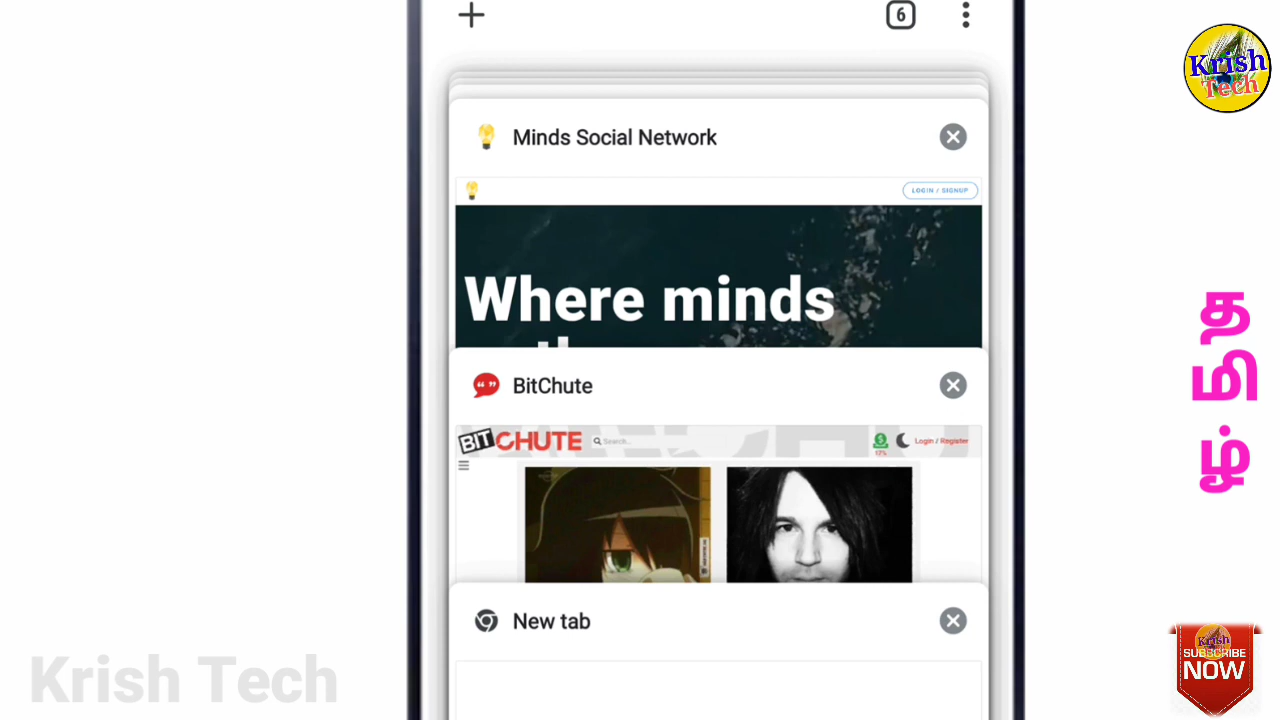 6
Krish
Tech
Minds Social Network
LOGIN / SIGNUP
Where minds
BitChute
BITCHUTE
Search...
17%
Login / Register
New tab
த
மி
ழ்
Krish Tech
Krish
SUBSCRIBE
NOW